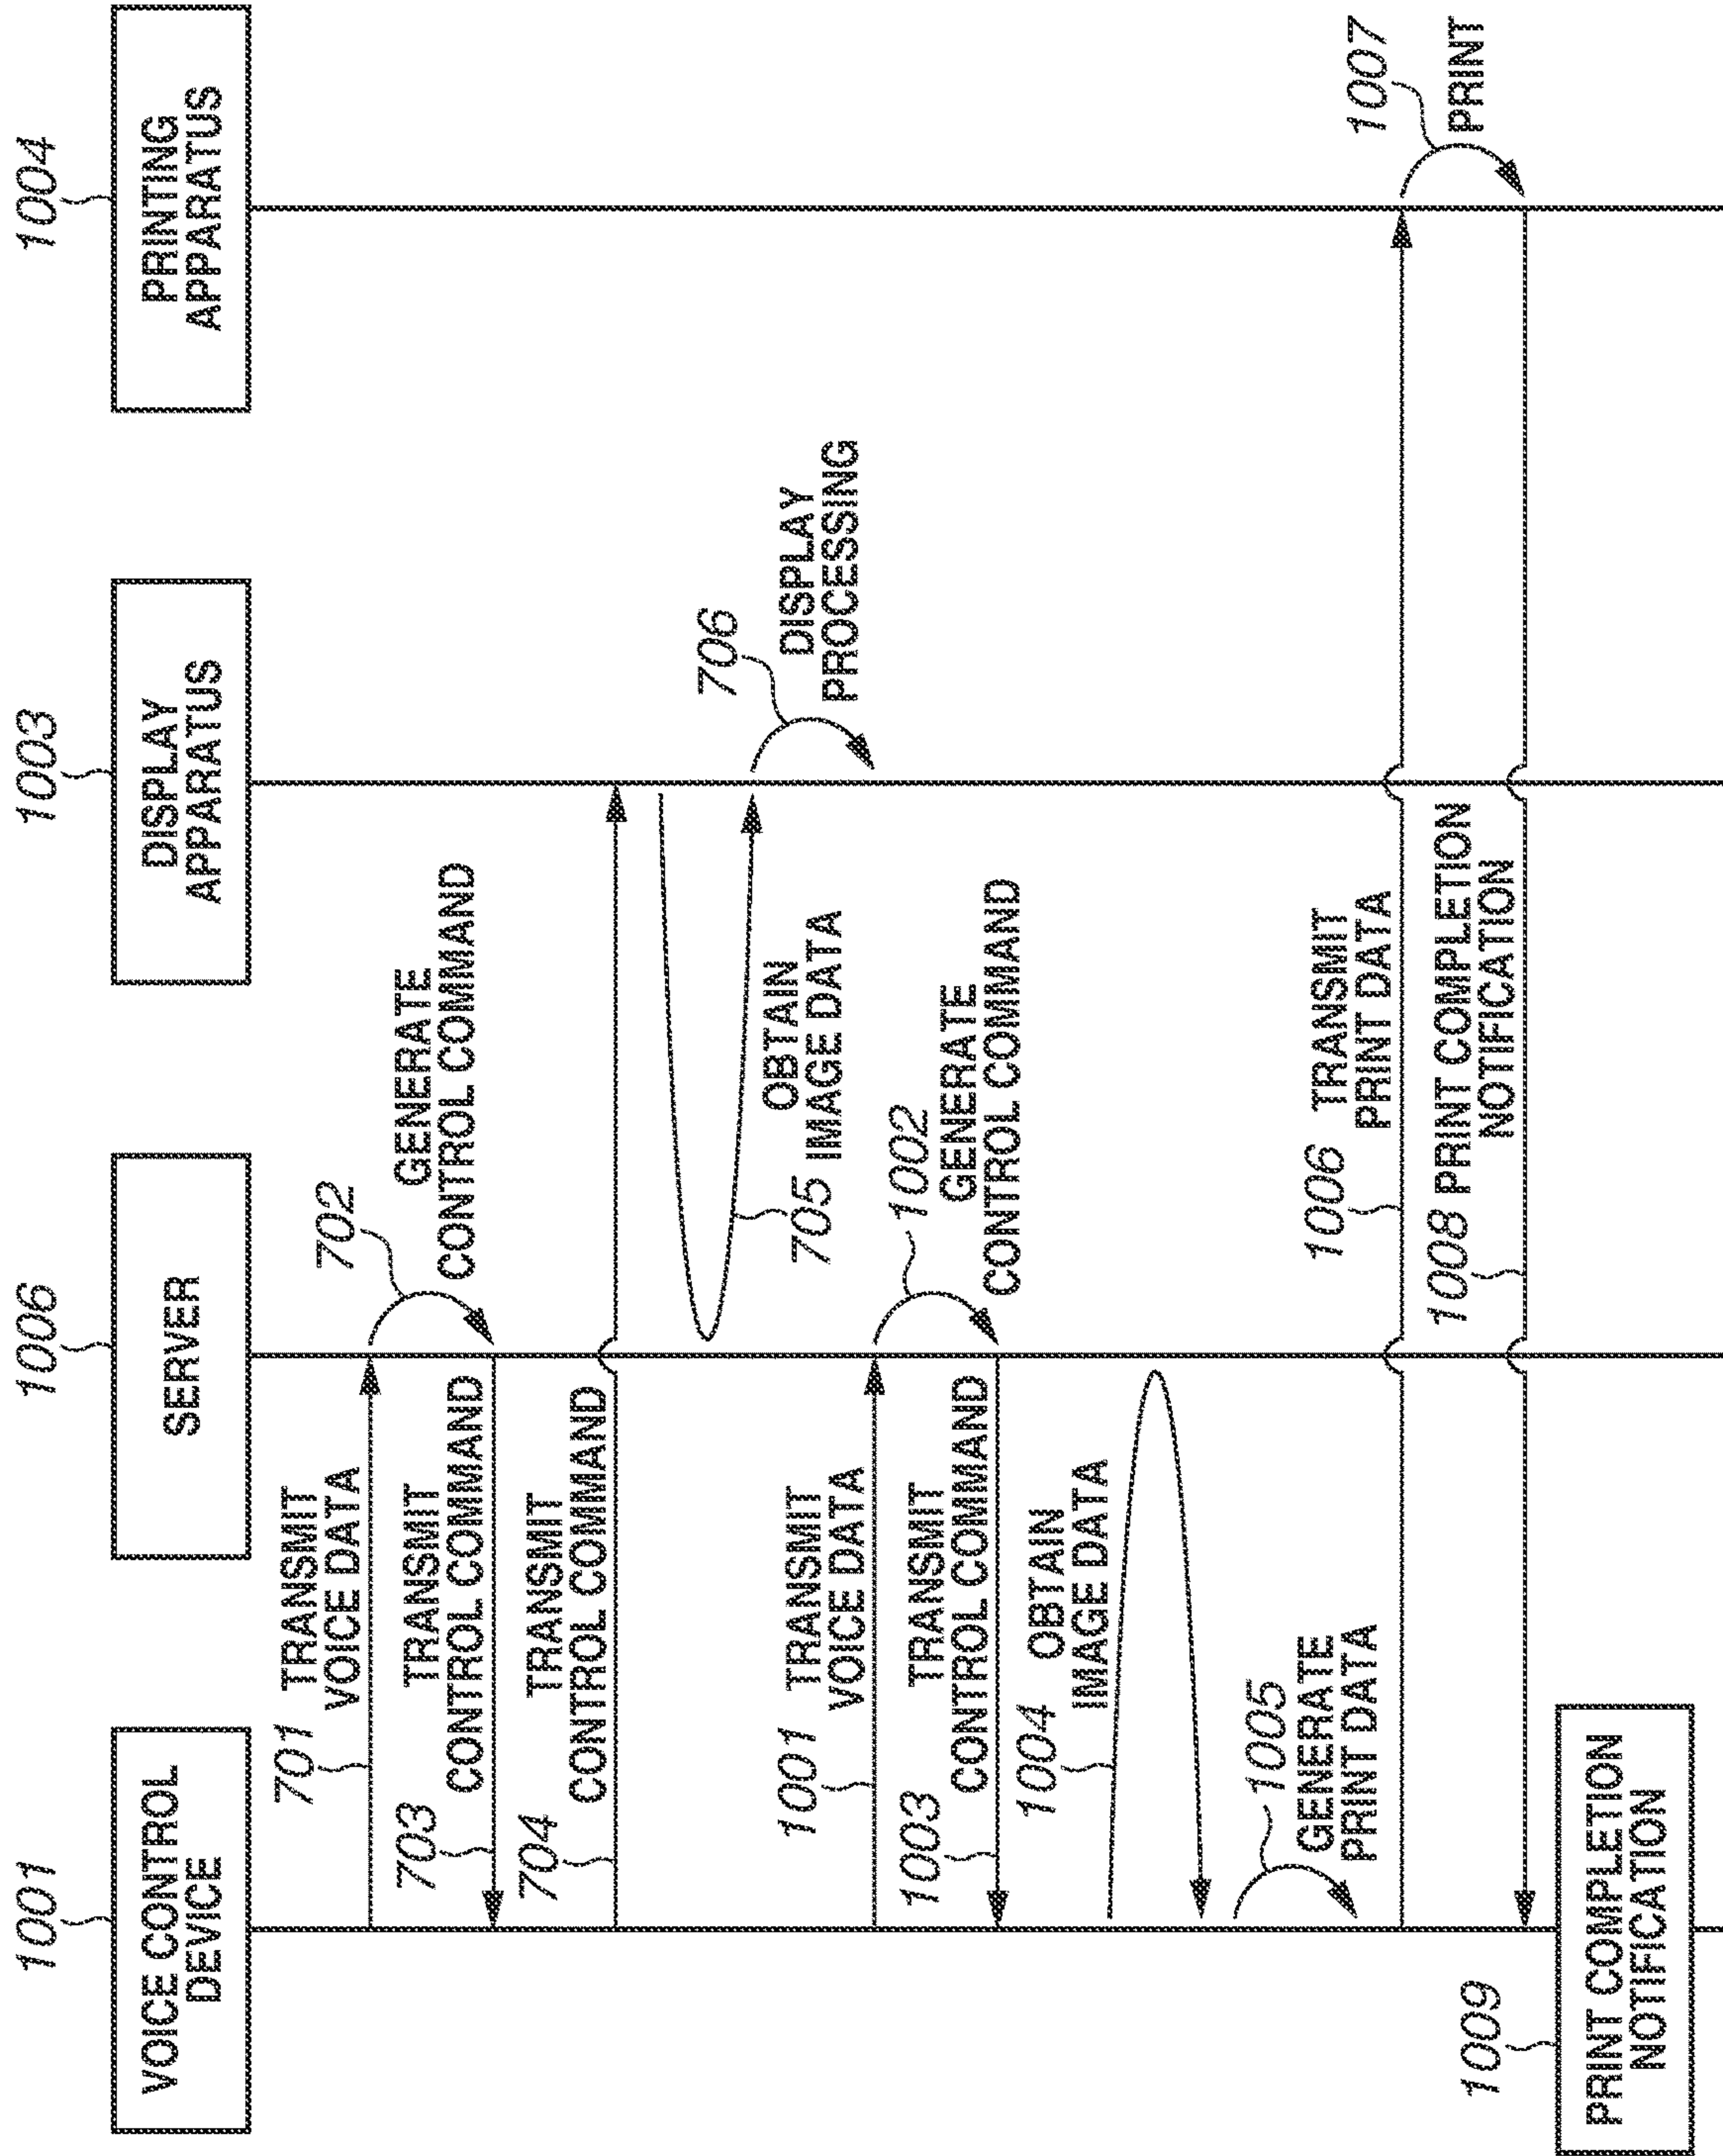 1001
VOICE CONTROL
DEVICE
1006
SERVER
1003
DISPLAY
APPARATUS
1004
PRINTING
APPARATUS
701
TRANSMIT
VOICE DATA
702
GENERATE
CONTROL COMMAND
703
TRANSMIT
CONTROL COMMAND
704
TRANSMIT
CONTROL COMMAND
705
OBTAIN
IMAGE DATA
706
DISPLAY
PROCESSING
1001
TRANSMIT
VOICE DATA
1002
GENERATE
CONTROL COMMAND
1003
TRANSMIT
CONTROL COMMAND
1004
OBTAIN
IMAGE DATA
1005
GENERATE
PRINT DATA
1006
TRANSMIT
PRINT DATA
1007
PRINT
1008
PRINT COMPLETION
NOTIFICATION
1009
PRINT COMPLETION
NOTIFICATION